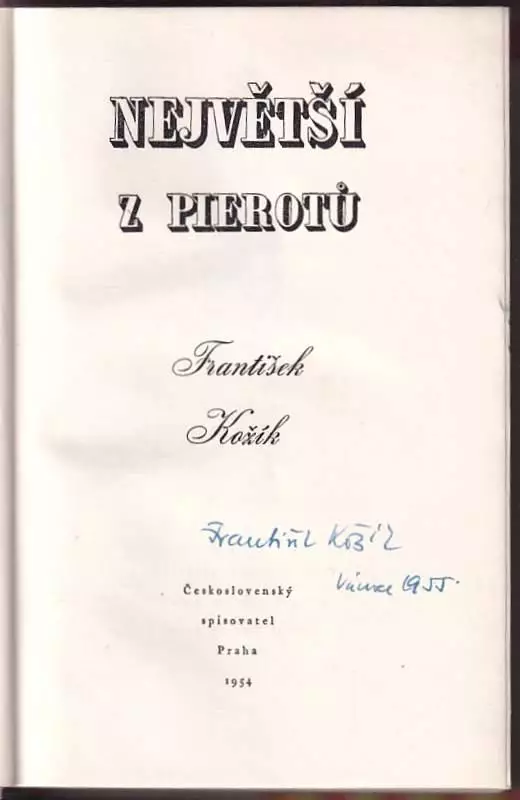 NEJVĚTŠÍ
Z PIEROTŮ
František
Kožík
František Kožík
Vánoce 1955.
Československý
spisovatel
Praha
1954